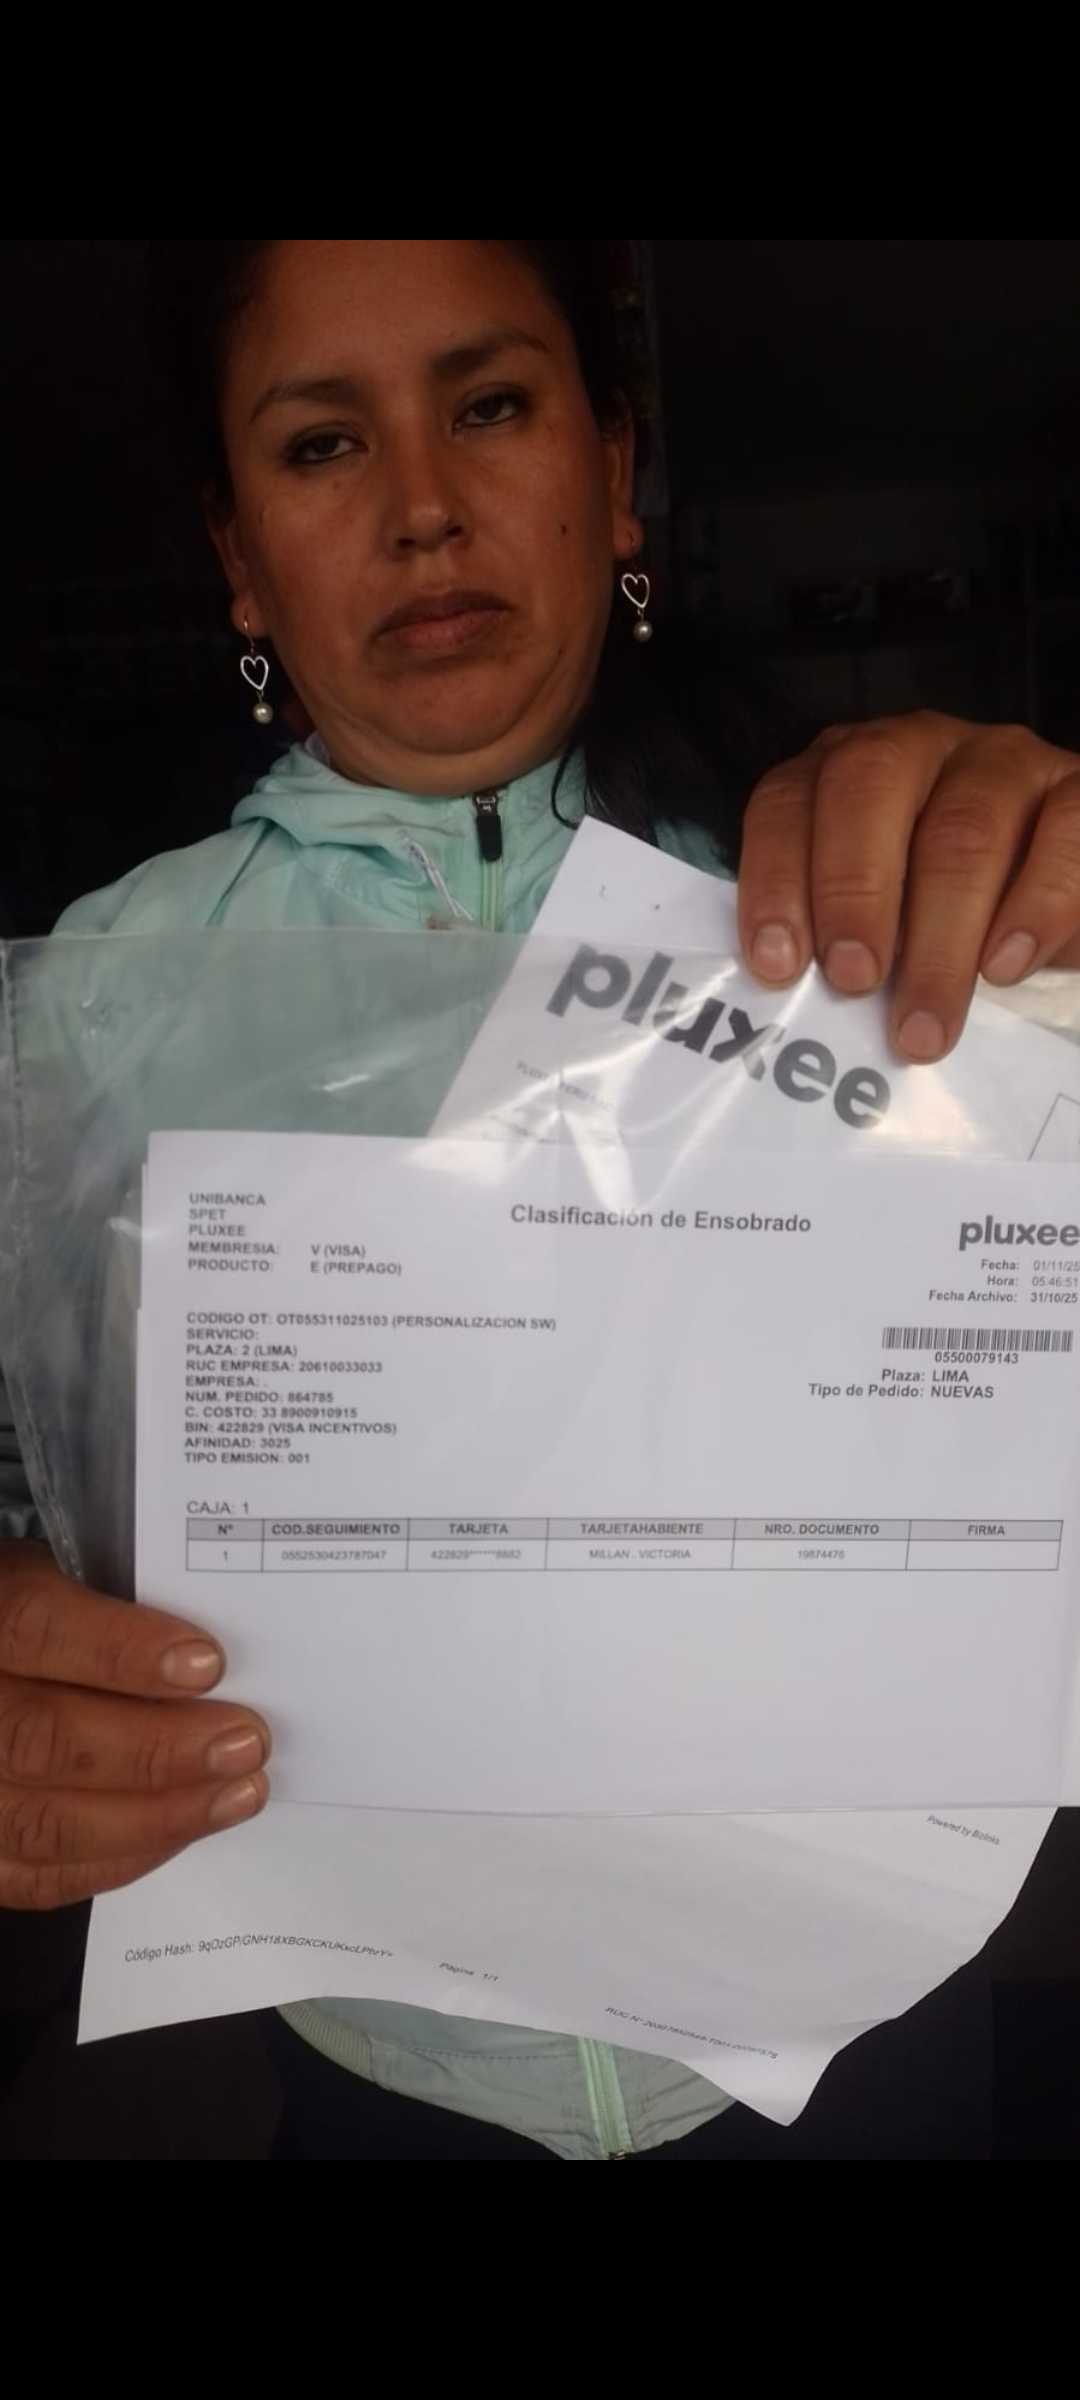 pluxee
UNIBANCA
SPET
PLUXEE
MEMBRESIA: V (VISA)
PRODUCTO: E (PREPAGO)
Clasificación de Ensobrado
pluxee
Fecha: 01/11/25
Hora: 05:46:51
Fecha Archivo: 31/10/25
CODIGO OT: OT055311025103 (PERSONALIZACION SW)
SERVICIO:
PLAZA: 2 (LIMA)
RUC EMPRESA: 20610033033
EMPRESA: .
NUM. PEDIDO: 864785
C. COSTO: 33 8900910915
BIN: 422829 (VISA INCENTIVOS)
AFINIDAD: 3025
TIPO EMISION: 001
05500079143
Plaza: LIMA
Tipo de Pedido: NUEVAS
CAJA: 1
N° COD.SEGUIMIENTO TARJETA TARJETAHABIENTE NRO. DOCUMENTO FIRMA
1 0552530423787047 422829******8882 MILLAN . VICTORIA 19874476
Powered by Bizlinks
Código Hash:
Página 1/1
RUC N°